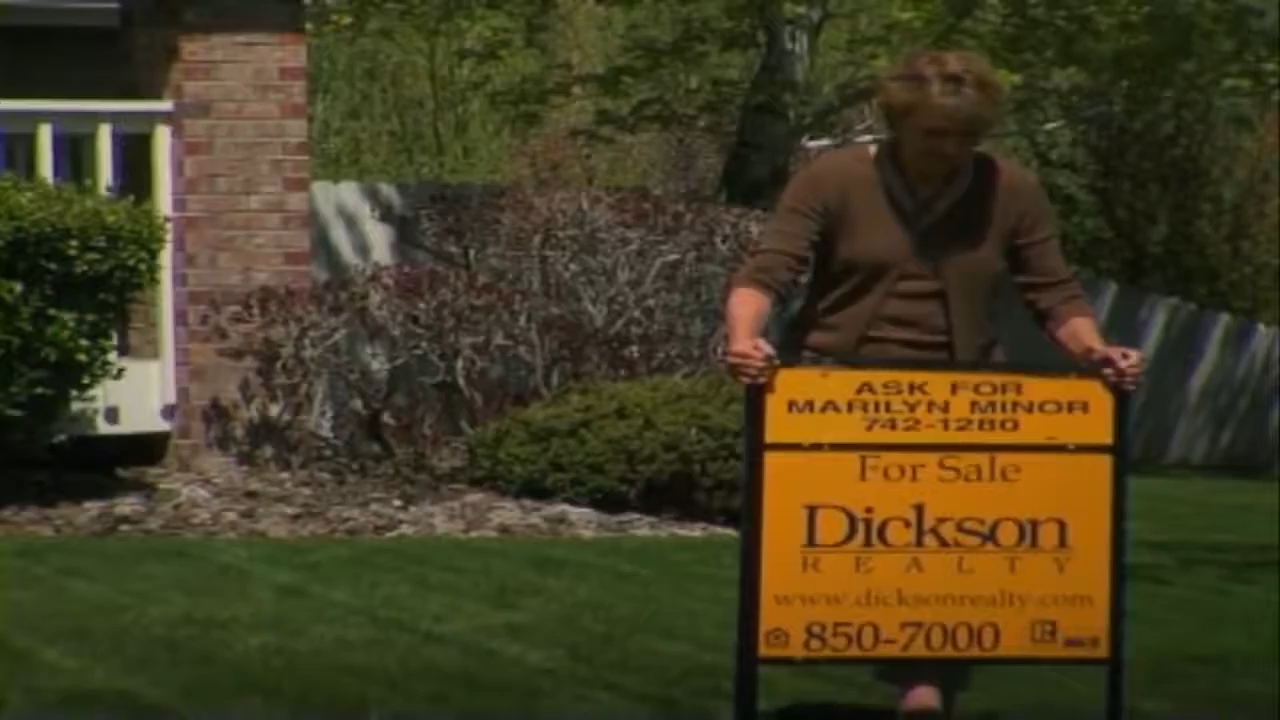 ASK FOR
MARILYN MINOR
742-1280
For Sale
Dickson
REALTY
www.dicksonrealty.com
850-7000